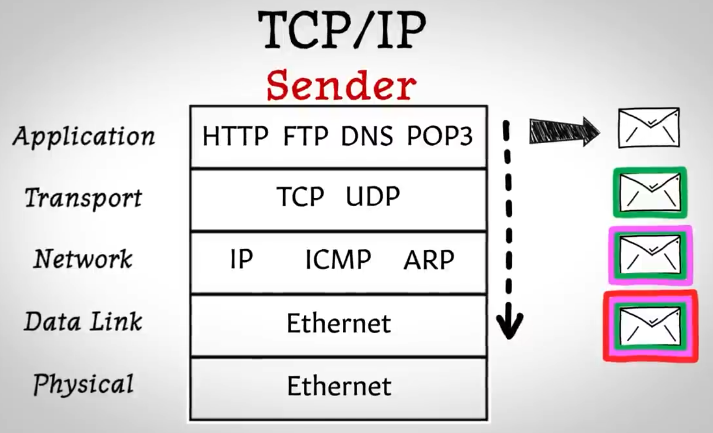 TCP/IP
Sender
Application HTTP FTP DNS POP3
Transport TCP UDP
Network IP ICMP ARP
Data Link Ethernet
Physical Ethernet